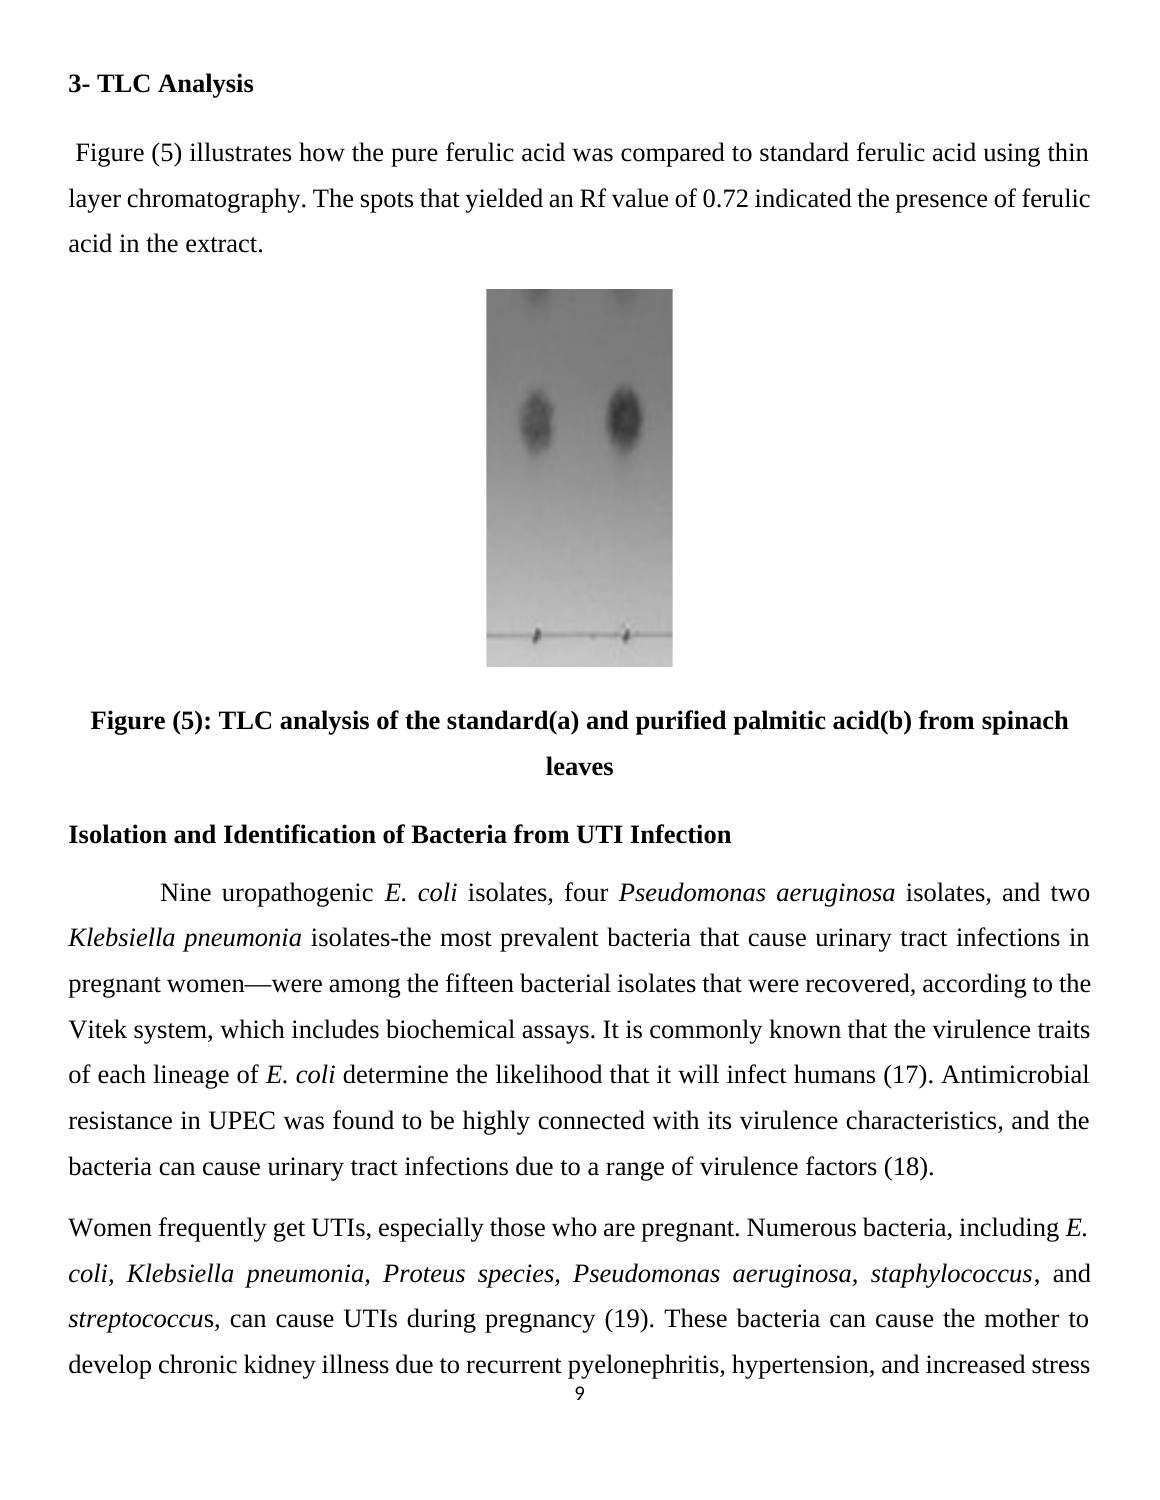 3- TLC Analysis
Figure (5) illustrates how the pure ferulic acid was compared to standard ferulic acid using thin
layer chromatography. The spots that yielded an Rf value of 0.72 indicated the presence of ferulic
acid in the extract.
Figure (5): TLC analysis of the standard(a) and purified palmitic acid(b) from spinach
leaves
Isolation and Identification of Bacteria from UTI Infection
Nine uropathogenic E. coli isolates, four Pseudomonas aeruginosa isolates, and two
Klebsiella pneumonia isolates-the most prevalent bacteria that cause urinary tract infections in
pregnant women—were among the fifteen bacterial isolates that were recovered, according to the
Vitek system, which includes biochemical assays. It is commonly known that the virulence traits
of each lineage of E. coli determine the likelihood that it will infect humans (17). Antimicrobial
resistance in UPEC was found to be highly connected with its virulence characteristics, and the
bacteria can cause urinary tract infections due to a range of virulence factors (18).
Women frequently get UTIs, especially those who are pregnant. Numerous bacteria, including E.
coli, Klebsiella pneumonia, Proteus species, Pseudomonas aeruginosa, staphylococcus, and
streptococcus, can cause UTIs during pregnancy (19). These bacteria can cause the mother to
develop chronic kidney illness due to recurrent pyelonephritis, hypertension, and increased stress
9